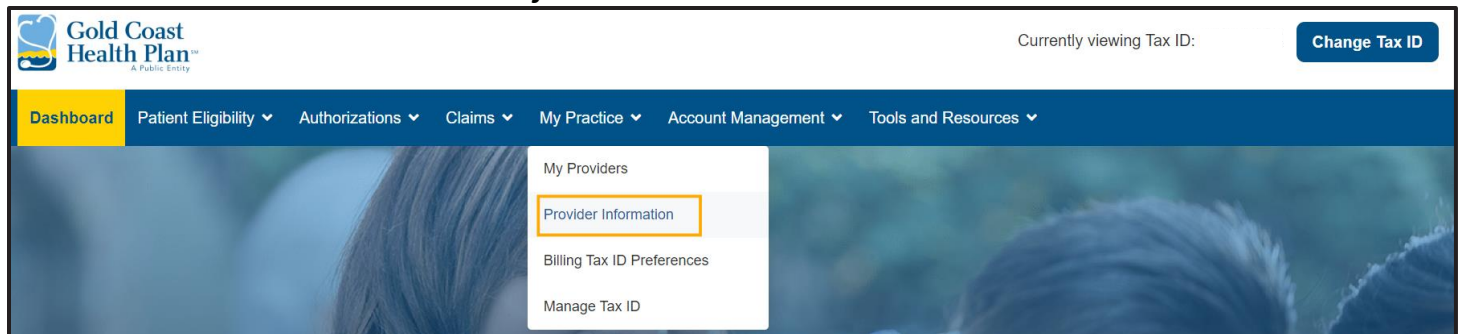 Gold Coast
Health Plan℠
A Public Entity
Currently viewing Tax ID:
Change Tax ID
Dashboard Patient Eligibility Authorizations Claims My Practice Account Management Tools and Resources
My Providers
Provider Information
Billing Tax ID Preferences
Manage Tax ID